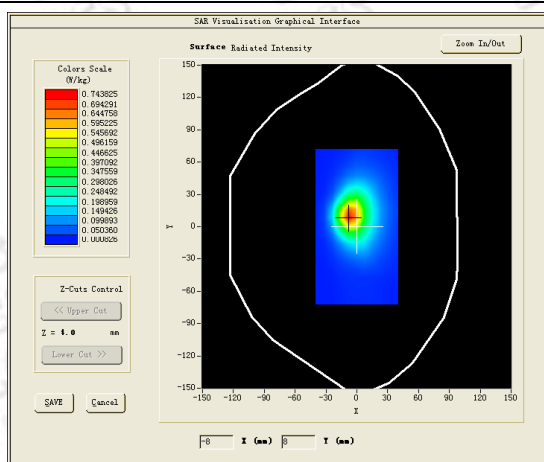 SAR Visualisation Graphical Interface
Surface Radiated Intensity
Zoom In/Out
Colors Scale
(W/kg)
0.743825
0.694291
0.644758
0.595225
0.545692
0.496159
0.446625
0.397092
0.347559
0.298026
0.248492
0.198959
0.149426
0.099893
0.050360
0.000826
Z-Cuts Control
<< Upper Cut
Z = 4.0 mm
Lower Cut >>
SAVE Cancel
150
120
90
60
30
0
-30
-60
-90
-120
-150
Y
-150 -120 -90 -60 -30 0 30 60 90 120 150
X
-8 X (mm) 8 Y (mm)